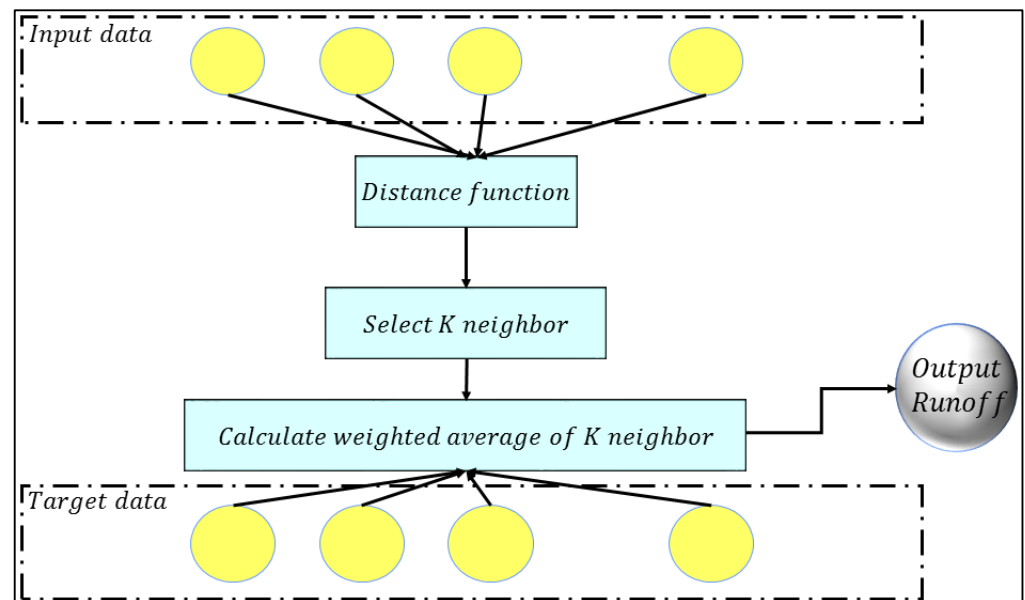 Input data
Distance function
Select K neighbor
Output
Runoff
Calculate weighted average of K neighbor
Target data